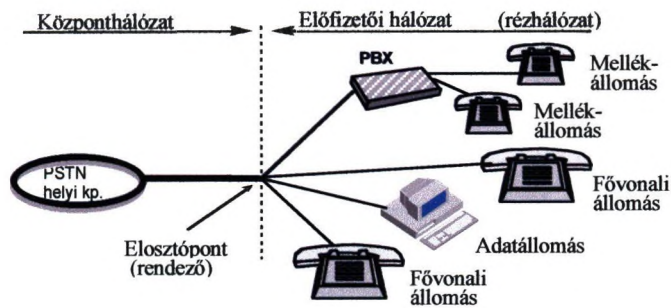 Központhálózat
Előfizetői hálózat (rézhálózat)
PBX
Mellék-
állomás
Mellék-
állomás
PSTN
helyi kp.
Fővonali
állomás
Elosztópont
(rendező)
Adatállomás
Fővonali
állomás